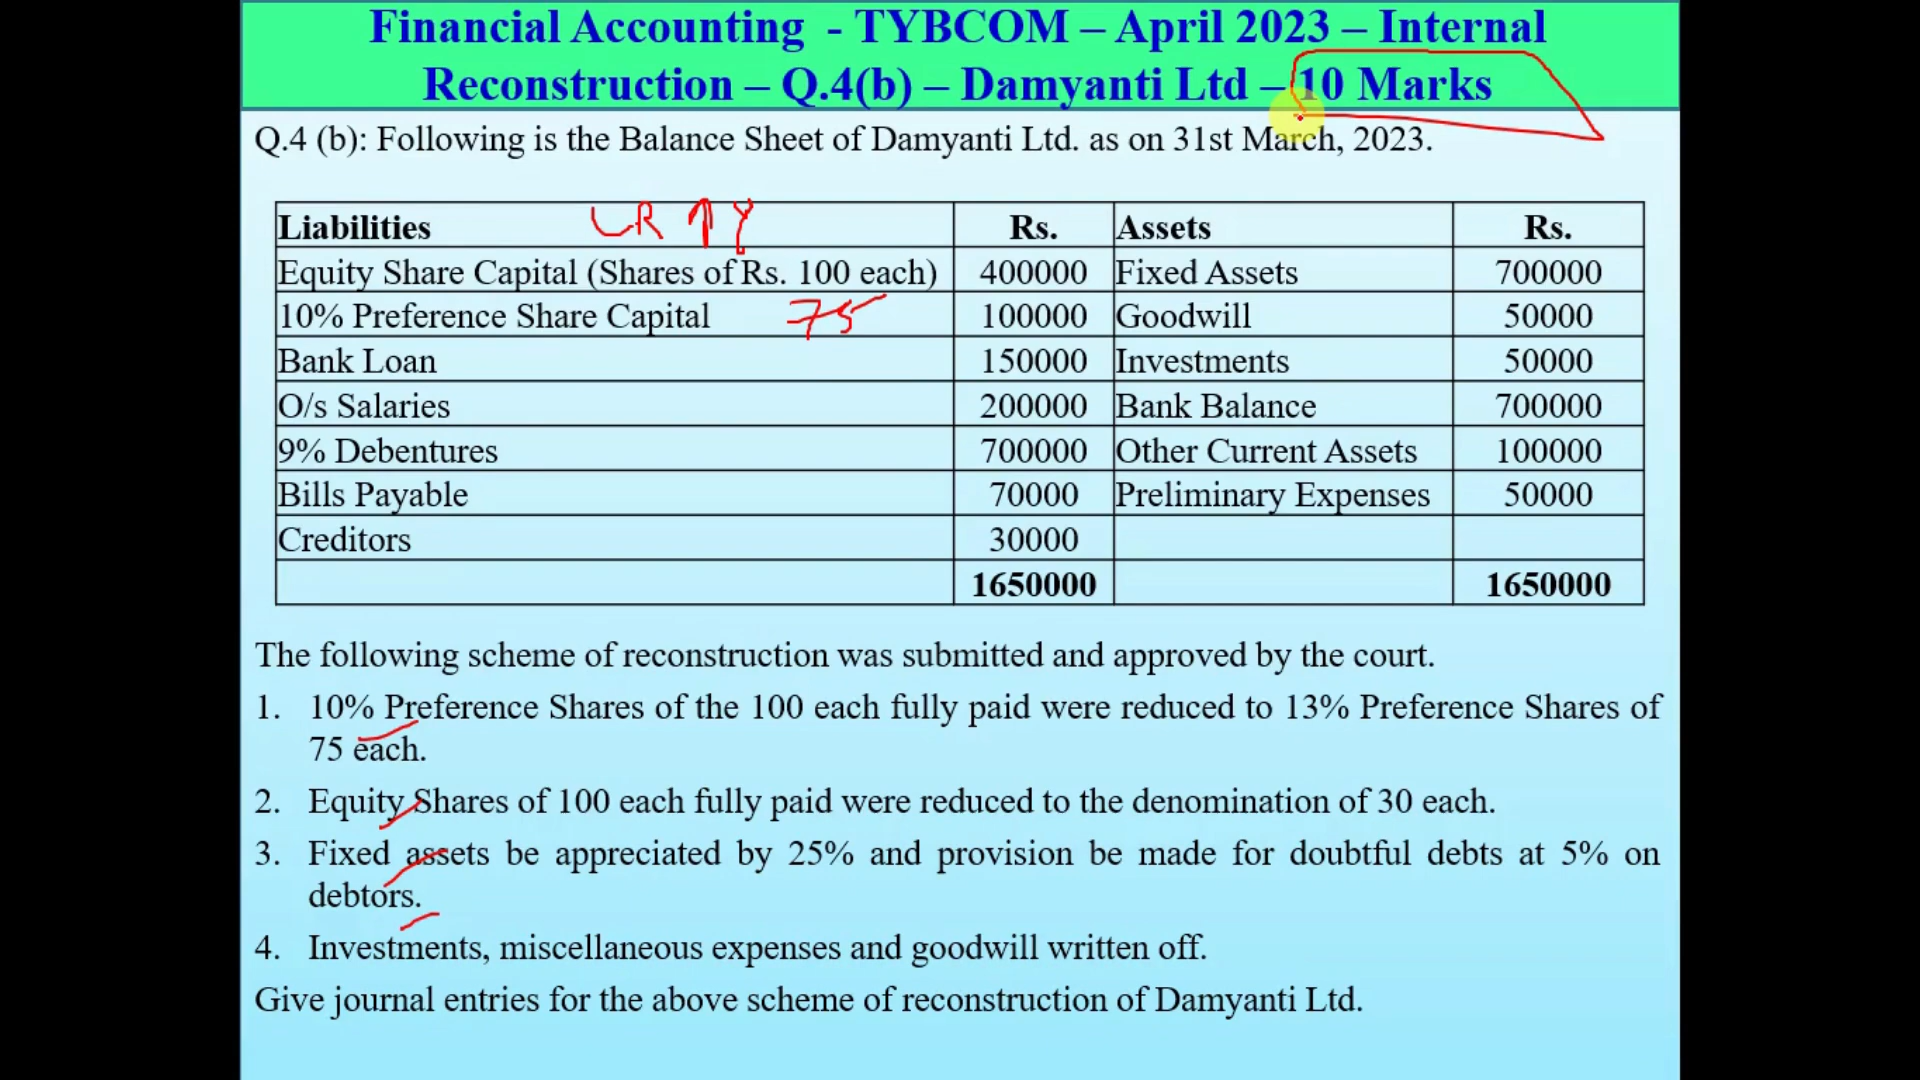 Financial Accounting - TYBCOM – April 2023 – Internal
Reconstruction – Q.4(b) – Damyanti Ltd – 10 Marks
Q.4 (b): Following is the Balance Sheet of Damyanti Ltd. as on 31st March, 2023.
Liabilities Rs. Assets Rs.
Equity Share Capital (Shares of Rs. 100 each) 400000 Fixed Assets 700000
10% Preference Share Capital 75 100000 Goodwill 50000
Bank Loan 150000 Investments 50000
O/s Salaries 200000 Bank Balance 700000
9% Debentures 700000 Other Current Assets 100000
Bills Payable 70000 Preliminary Expenses 50000
Creditors 30000
1650000 1650000
The following scheme of reconstruction was submitted and approved by the court.
1. 10% Preference Shares of the 100 each fully paid were reduced to 13% Preference Shares of
75 each.
2. Equity Shares of 100 each fully paid were reduced to the denomination of 30 each.
3. Fixed assets be appreciated by 25% and provision be made for doubtful debts at 5% on
debtors.
4. Investments, miscellaneous expenses and goodwill written off.
Give journal entries for the above scheme of reconstruction of Damyanti Ltd.